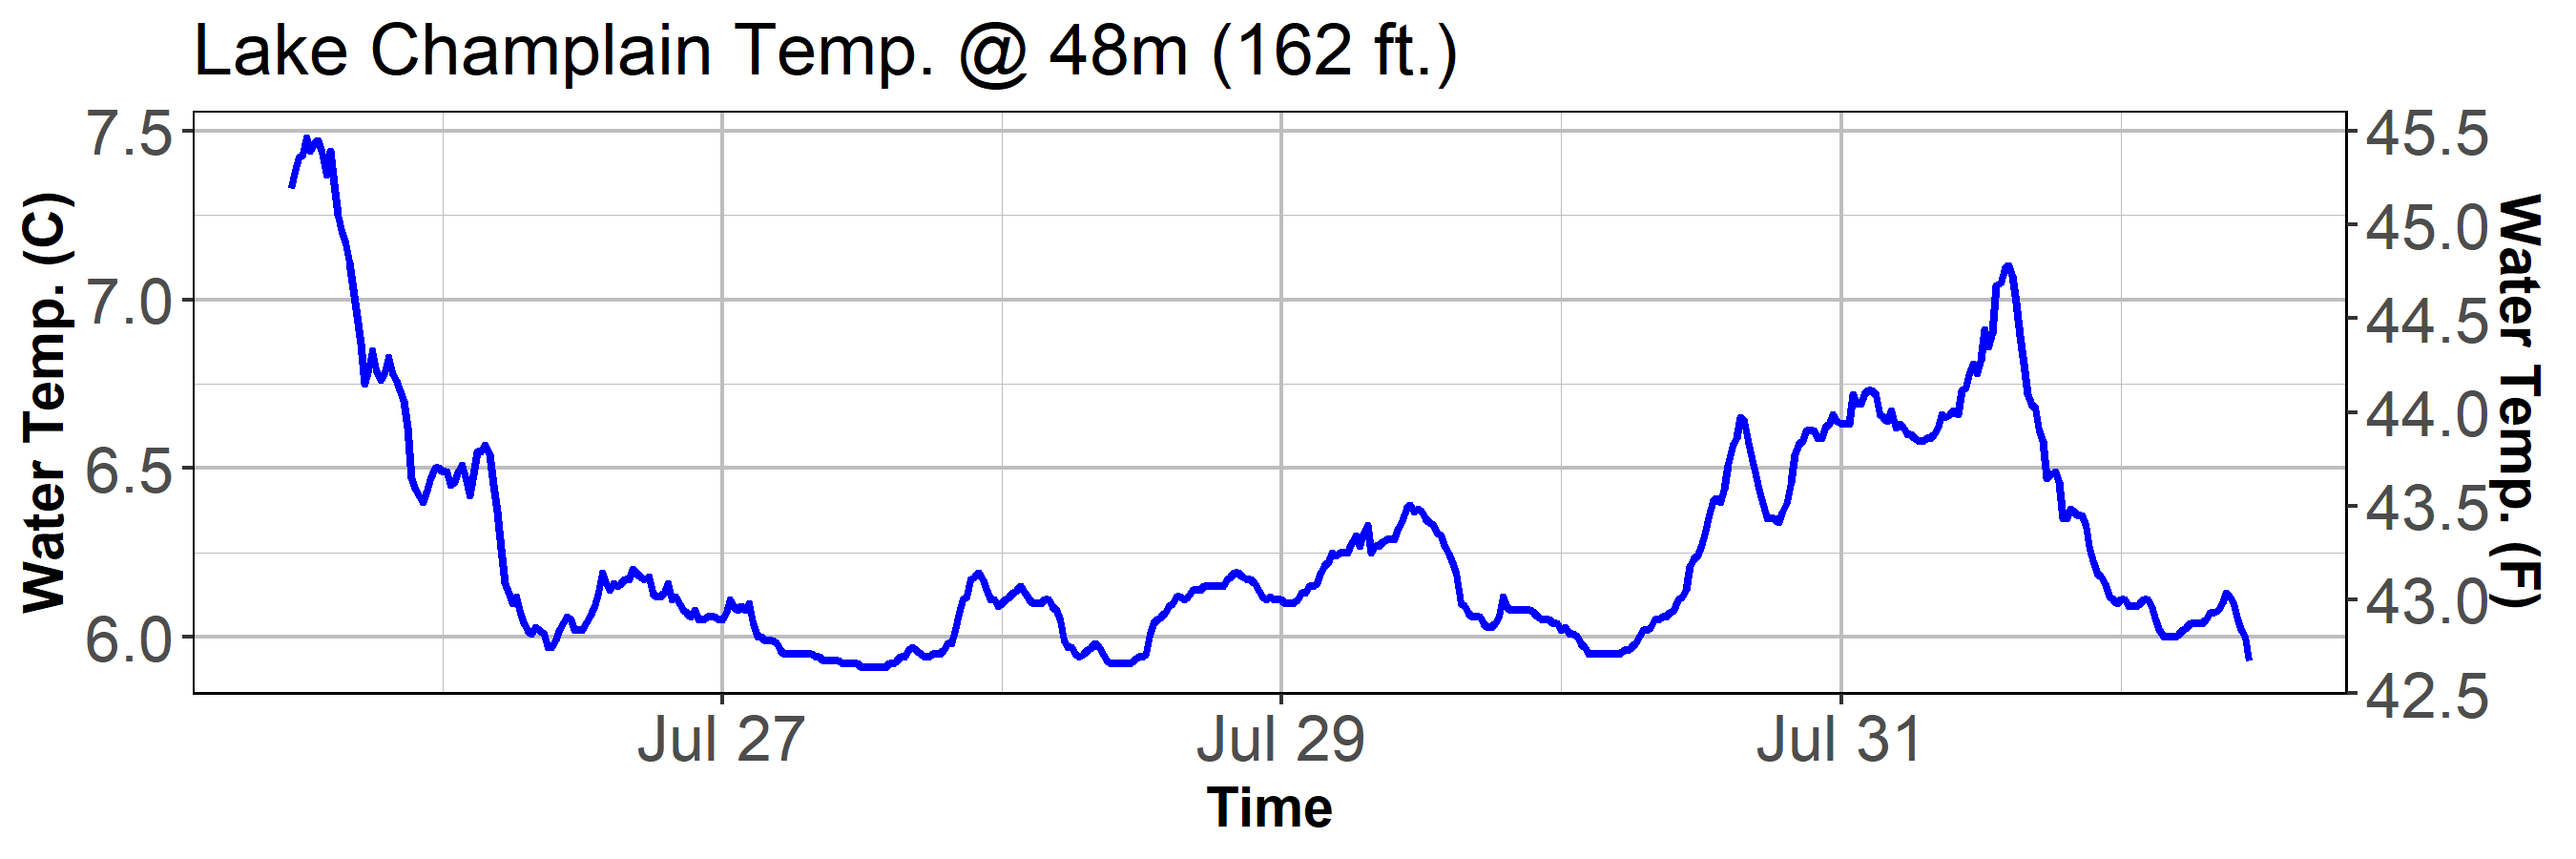 Lake Champlain Temp. @ 48m (162 ft.)
Water Temp. (C)
7.5
7.0
6.5
6.0
45.5
45.0
44.5
44.0
43.5
43.0
42.5
Water Temp. (F)
Jul 27
Jul 29
Jul 31
Time